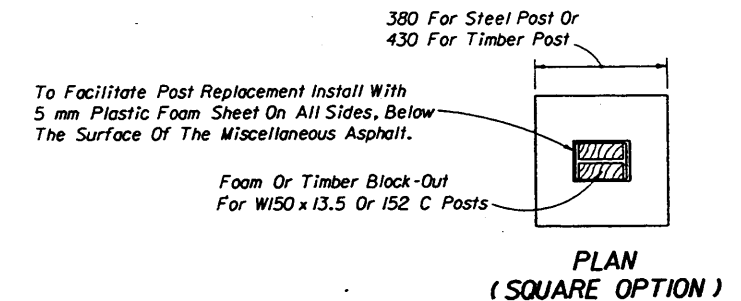 380 For Steel Post Or
430 For Timber Post
To Facilitate Post Replacement Install With
5 mm Plastic Foam Sheet On All Sides, Below
The Surface Of The Miscellaneous Asphalt.
Foam Or Timber Block-Out
For W150 x 13.5 Or 152 C Posts
PLAN
( SQUARE OPTION )